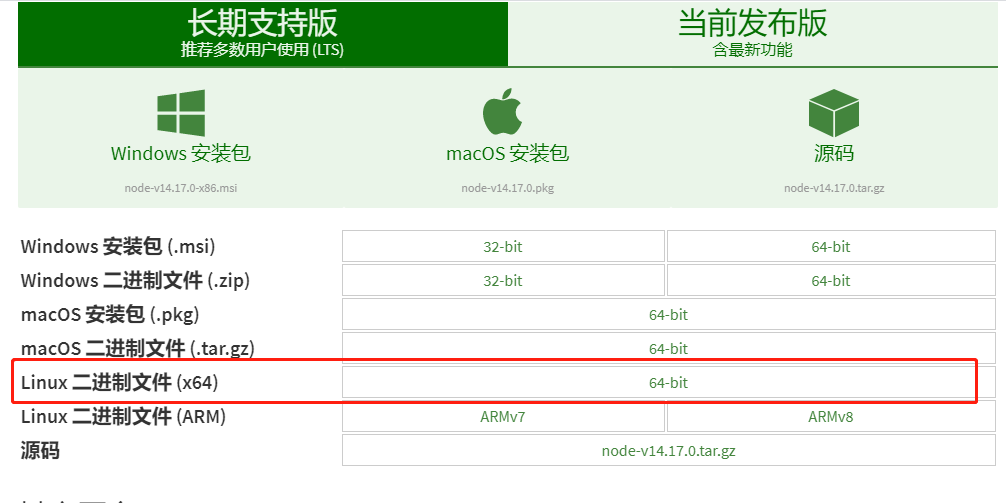 长期支持版
推荐多数用户使用 (LTS)
当前发布版
含最新功能
Windows 安装包
macOS 安装包
源码
node-v14.17.0-x86.msi
node-v14.17.0.pkg
node-v14.17.0.tar.gz
Windows 安装包 (.msi) 32-bit 64-bit
Windows 二进制文件 (.zip) 32-bit 64-bit
macOS 安装包 (.pkg) 64-bit
macOS 二进制文件 (.tar.gz) 64-bit
Linux 二进制文件 (x64) 64-bit
Linux 二进制文件 (ARM) ARMv7 ARMv8
源码 node-v14.17.0.tar.gz